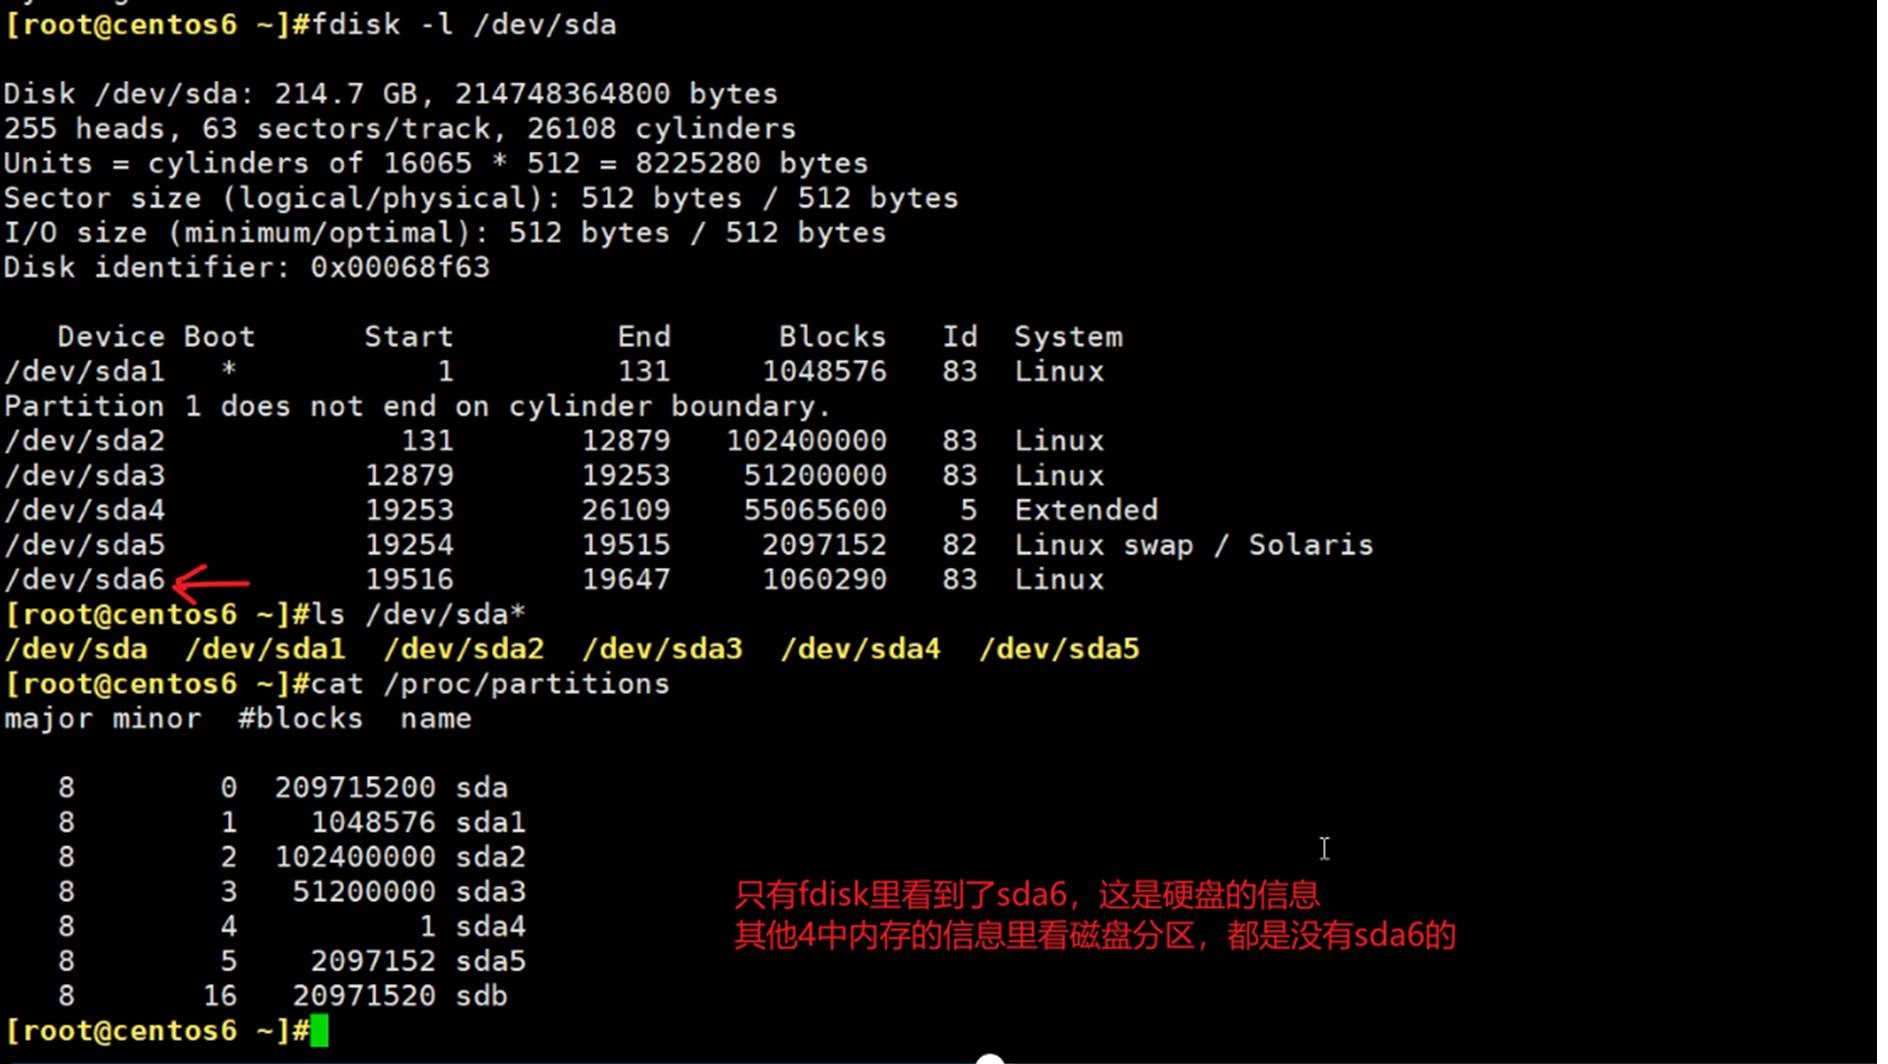 [root@centos6 ~]#fdisk -l /dev/sda
Disk /dev/sda: 214.7 GB, 214748364800 bytes
255 heads, 63 sectors/track, 26108 cylinders
Units = cylinders of 16065 * 512 = 8225280 bytes
Sector size (logical/physical): 512 bytes / 512 bytes
I/O size (minimum/optimal): 512 bytes / 512 bytes
Disk identifier: 0x00068f63
Device Boot Start End Blocks Id System
/dev/sda1 * 1 131 1048576 83 Linux
Partition 1 does not end on cylinder boundary.
/dev/sda2 131 12879 102400000 83 Linux
/dev/sda3 12879 19253 51200000 83 Linux
/dev/sda4 19253 26109 55065600 5 Extended
/dev/sda5 19254 19515 2097152 82 Linux swap / Solaris
/dev/sda6 19516 19647 1060290 83 Linux
[root@centos6 ~]#ls /dev/sda*
/dev/sda /dev/sda1 /dev/sda2 /dev/sda3 /dev/sda4 /dev/sda5
[root@centos6 ~]#cat /proc/partitions
major minor #blocks name
8 0 209715200 sda
8 1 1048576 sda1
8 2 102400000 sda2
8 3 51200000 sda3
8 4 1 sda4
8 5 2097152 sda5
8 16 20971520 sdb
只有fdisk里看到了sda6，这是硬盘的信息
其他4中内存的信息里看磁盘分区，都是没有sda6的
[root@centos6 ~]#